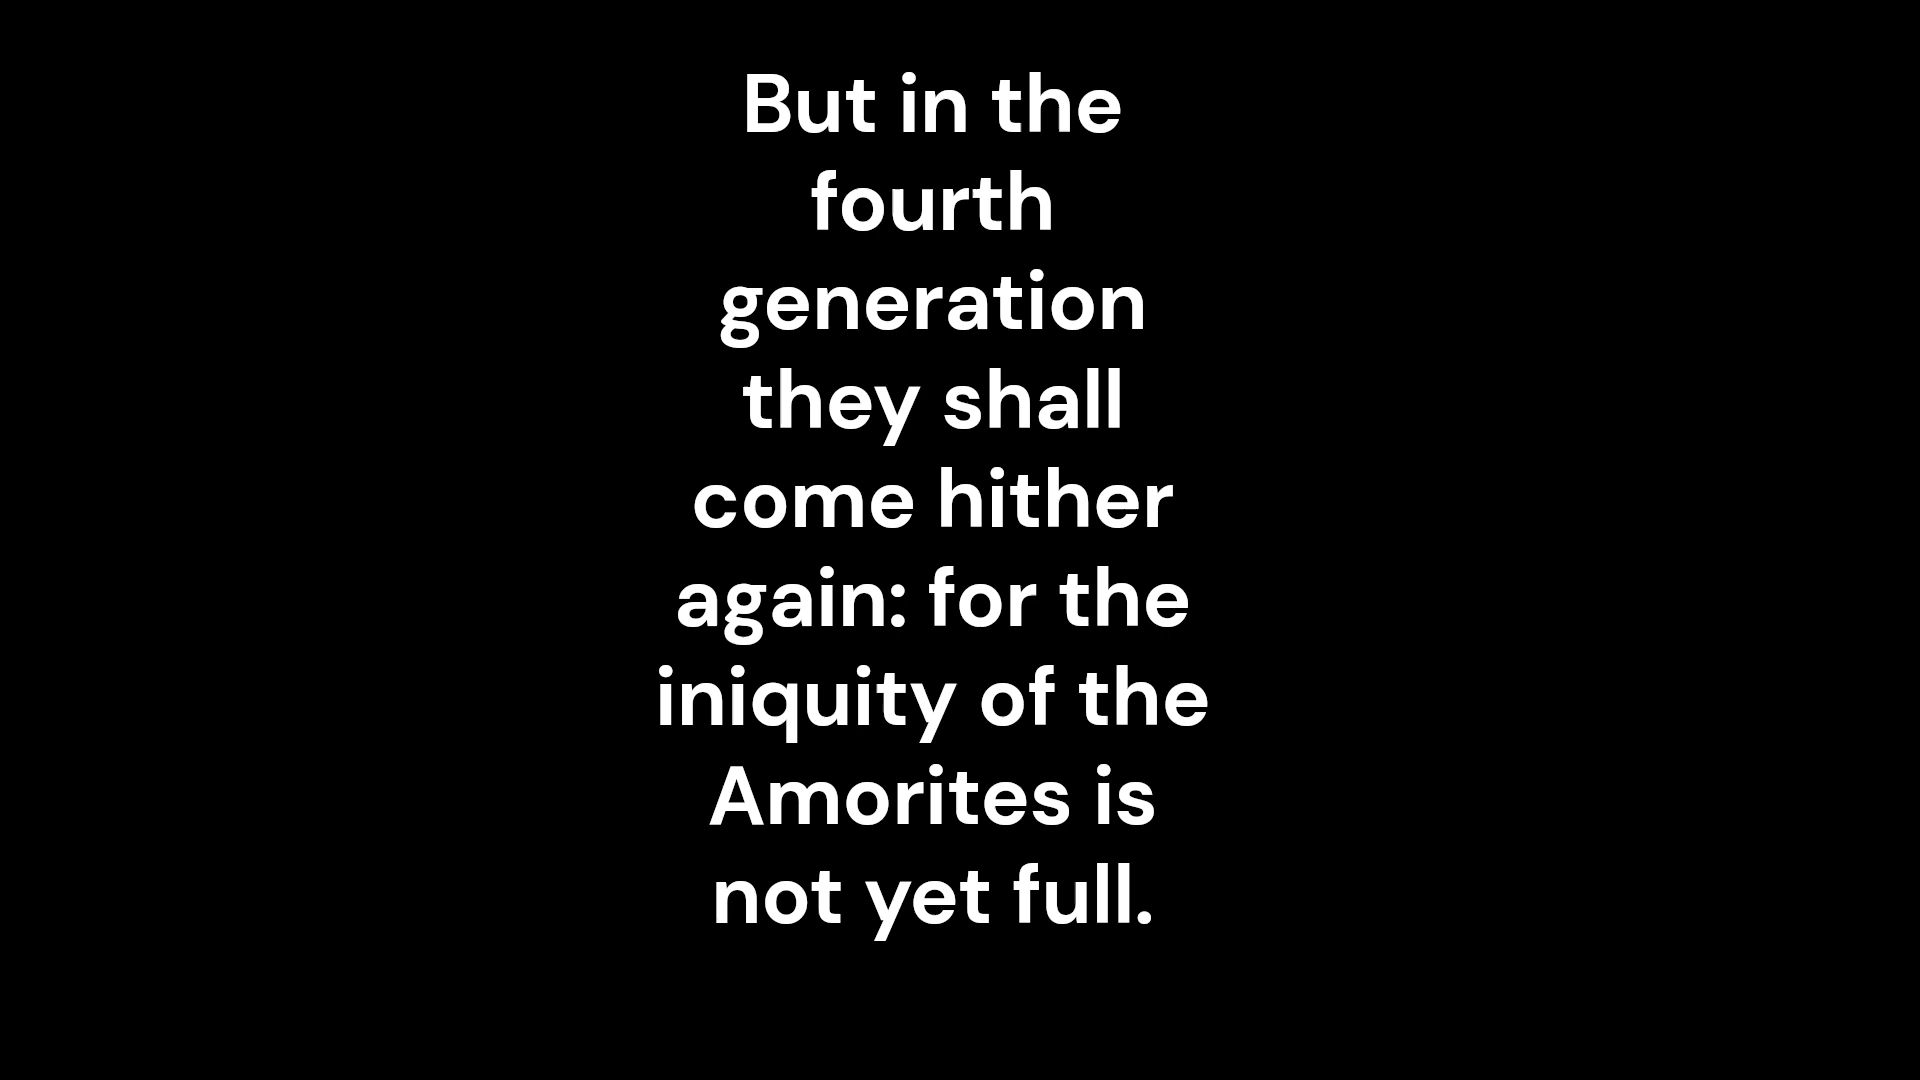 But in the
fourth
generation
they shall
come hither
again: for the
iniquity of the
Amorites is
not yet full.